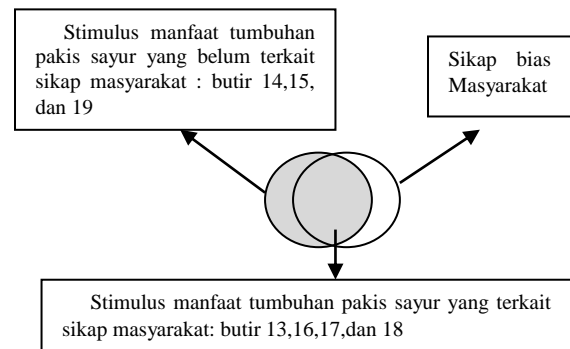 Stimulus manfaat tumbuhan
pakis sayur yang belum terkait
sikap masyarakat : butir 14,15,
dan 19
Sikap bias
Masyarakat
Stimulus manfaat tumbuhan pakis sayur yang terkait
sikap masyarakat: butir 13,16,17,dan 18